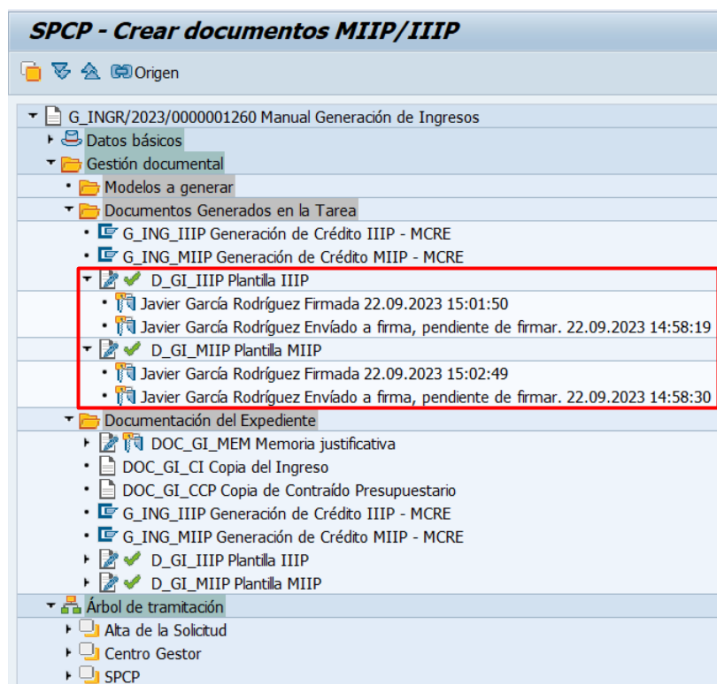 SPCP - Crear documentos MIIP/IIIP
Origen
G_INGR/2023/0000001260 Manual Generación de Ingresos
Datos básicos
Gestión documental
Modelos a generar
Documentos Generados en la Tarea
G_ING_IIIP Generación de Crédito IIIP - MCRE
G_ING_MIIP Generación de Crédito MIIP - MCRE
D_GI_IIIP Plantilla IIIP
Javier García Rodríguez Firmada 22.09.2023 15:01:50
Javier García Rodríguez Envíado a firma, pendiente de firmar. 22.09.2023 14:58:19
D_GI_MIIP Plantilla MIIP
Javier García Rodríguez Firmada 22.09.2023 15:02:49
Javier García Rodríguez Envíado a firma, pendiente de firmar. 22.09.2023 14:58:30
Documentación del Expediente
DOC_GI_MEM Memoria justificativa
DOC_GI_CI Copia del Ingreso
DOC_GI_CCP Copia de Contraído Presupuestario
G_ING_IIIP Generación de Crédito IIIP - MCRE
G_ING_MIIP Generación de Crédito MIIP - MCRE
D_GI_IIIP Plantilla IIIP
D_GI_MIIP Plantilla MIIP
Árbol de tramitación
Alta de la Solicitud
Centro Gestor
SPCP